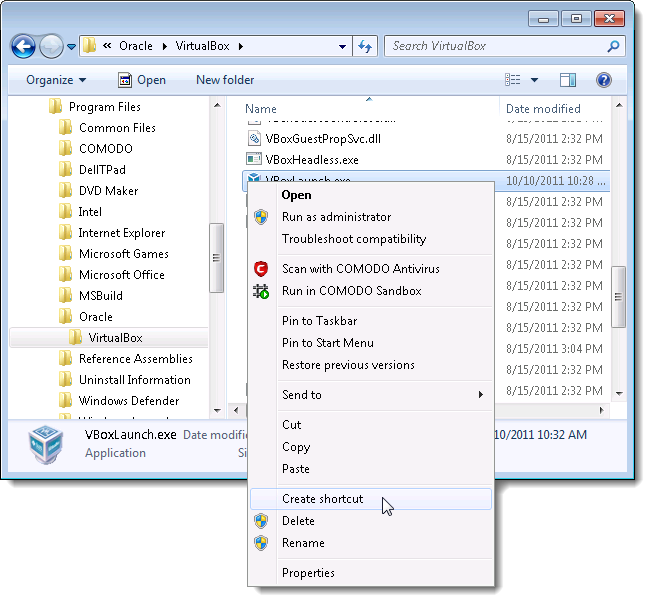 « Oracle ▸ VirtualBox ▸ Search VirtualBox
Organize Open New folder
Program Files
Common Files
COMODO
DellTPad
DVD Maker
Intel
Internet Explorer
Microsoft Games
Microsoft Office
MSBuild
Oracle
VirtualBox
Reference Assemblies
Uninstall Information
Windows Defender
Name Date modified
8/15/2011 2:32 PM
VBoxGuestPropSvc.dll 8/15/2011 2:32 PM
VBoxHeadless.exe 8/15/2011 2:32 PM
VBoxLaunch.exe 10/10/2011 10:28 ...
8/15/2011 2:32 PM
8/15/2011 2:32 PM
8/15/2011 2:32 PM
8/15/2011 2:32 PM
8/15/2011 2:32 PM
8/15/2011 2:32 PM
8/15/2011 2:32 PM
8/15/2011 3:04 PM
8/15/2011 2:32 PM
8/15/2011 2:32 PM
Open
Run as administrator
Troubleshoot compatibility
Scan with COMODO Antivirus
Run in COMODO Sandbox
Pin to Taskbar
Pin to Start Menu
Restore previous versions
Send to
Cut
Copy
Paste
Create shortcut
Delete
Rename
Properties
VBoxLaunch.exe Date modifie 10/2011 10:32 AM
Application Si